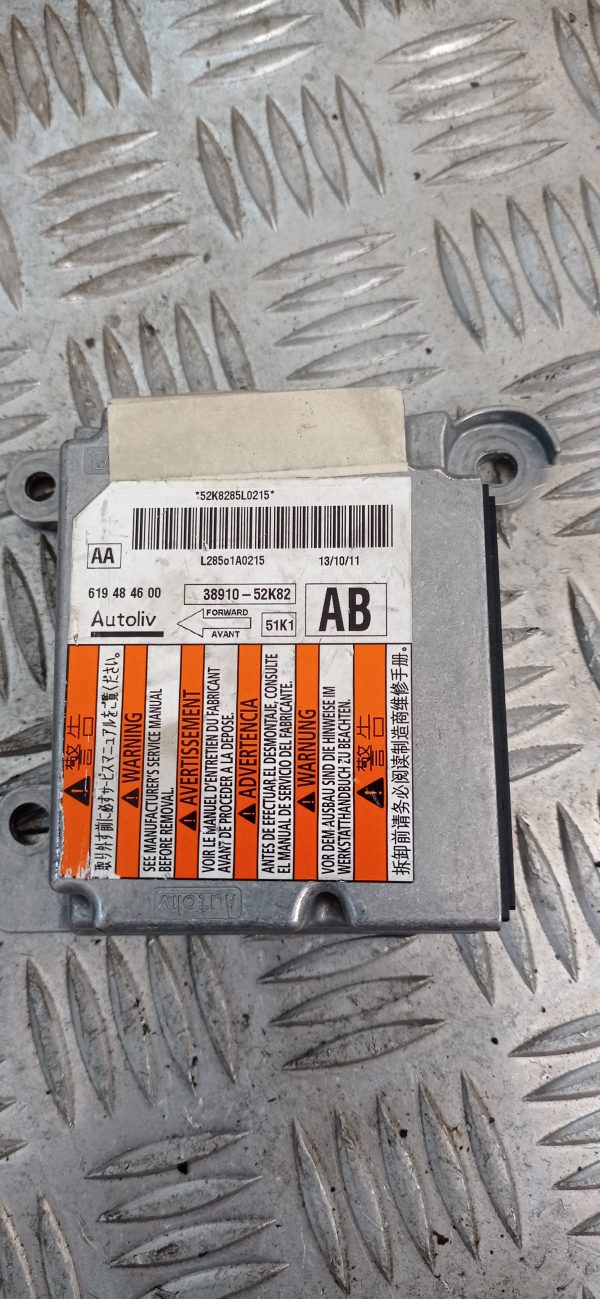 *52K8285L0215*
L28501A0215 13/10/11
AA
619 48 46 00 38910-52K82
Autoliv FORWARD AVANT 51K1 AB
警告
取り外す前に必ずサービスマニュアルをご覧ください。
WARNING
SEE MANUFACTURER'S SERVICE MANUAL
BEFORE REMOVAL.
AVERTISSEMENT
VOIR LE MANUEL D'ENTRETIEN DU FABRICANT
AVANT DE PROCEDER A LA DEPOSE.
ADVERTENCIA
ANTES DE EFECTUAR EL DESMONTAJE, CONSULTE
EL MANUAL DE SERVICIO DEL FABRICANTE.
WARNUNG
VOR DEM AUSBAU SIND DIE HINWEISE IM
WERKSTATTHANDBUCH ZU BEACHTEN.
警告
拆卸前请务必阅读制造商维修手册。
Autoliv